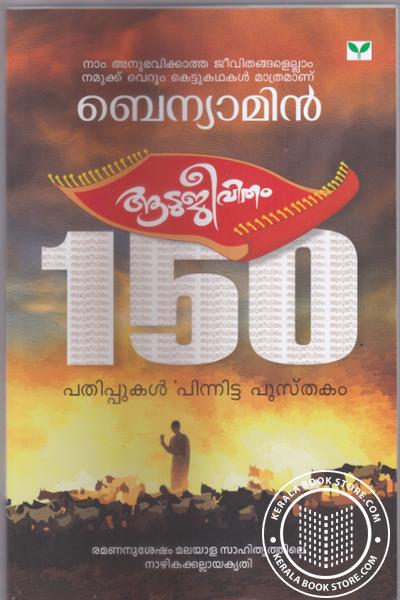 നാം അനുഭവിക്കാത്ത ജീവിതങ്ങളെല്ലാം
നമുക്ക് വെറും കെട്ടുകഥകൾ മാത്രമാണ്
ബെന്യാമിൻ
ആടുജീവിതം
150
പതിപ്പുകൾ പിന്നിട്ട പുസ്തകം
രമണനുശേഷം മലയാള സാഹിത്യത്തിലെ
നാഴികക്കല്ലായകൃതി
KERALA BOOK STORE.COM
KERALA BOOK STORE.COM